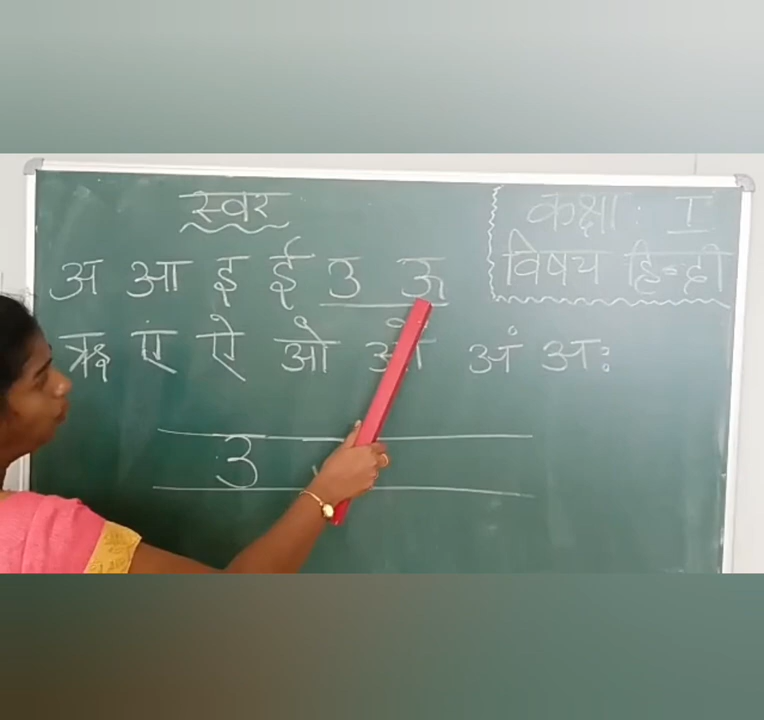 स्वर
कक्षा : I
विषय हिन्दी
अ आ इ ई उ ऊ
ऋ ए ऐ ओ औ अं अः
उ